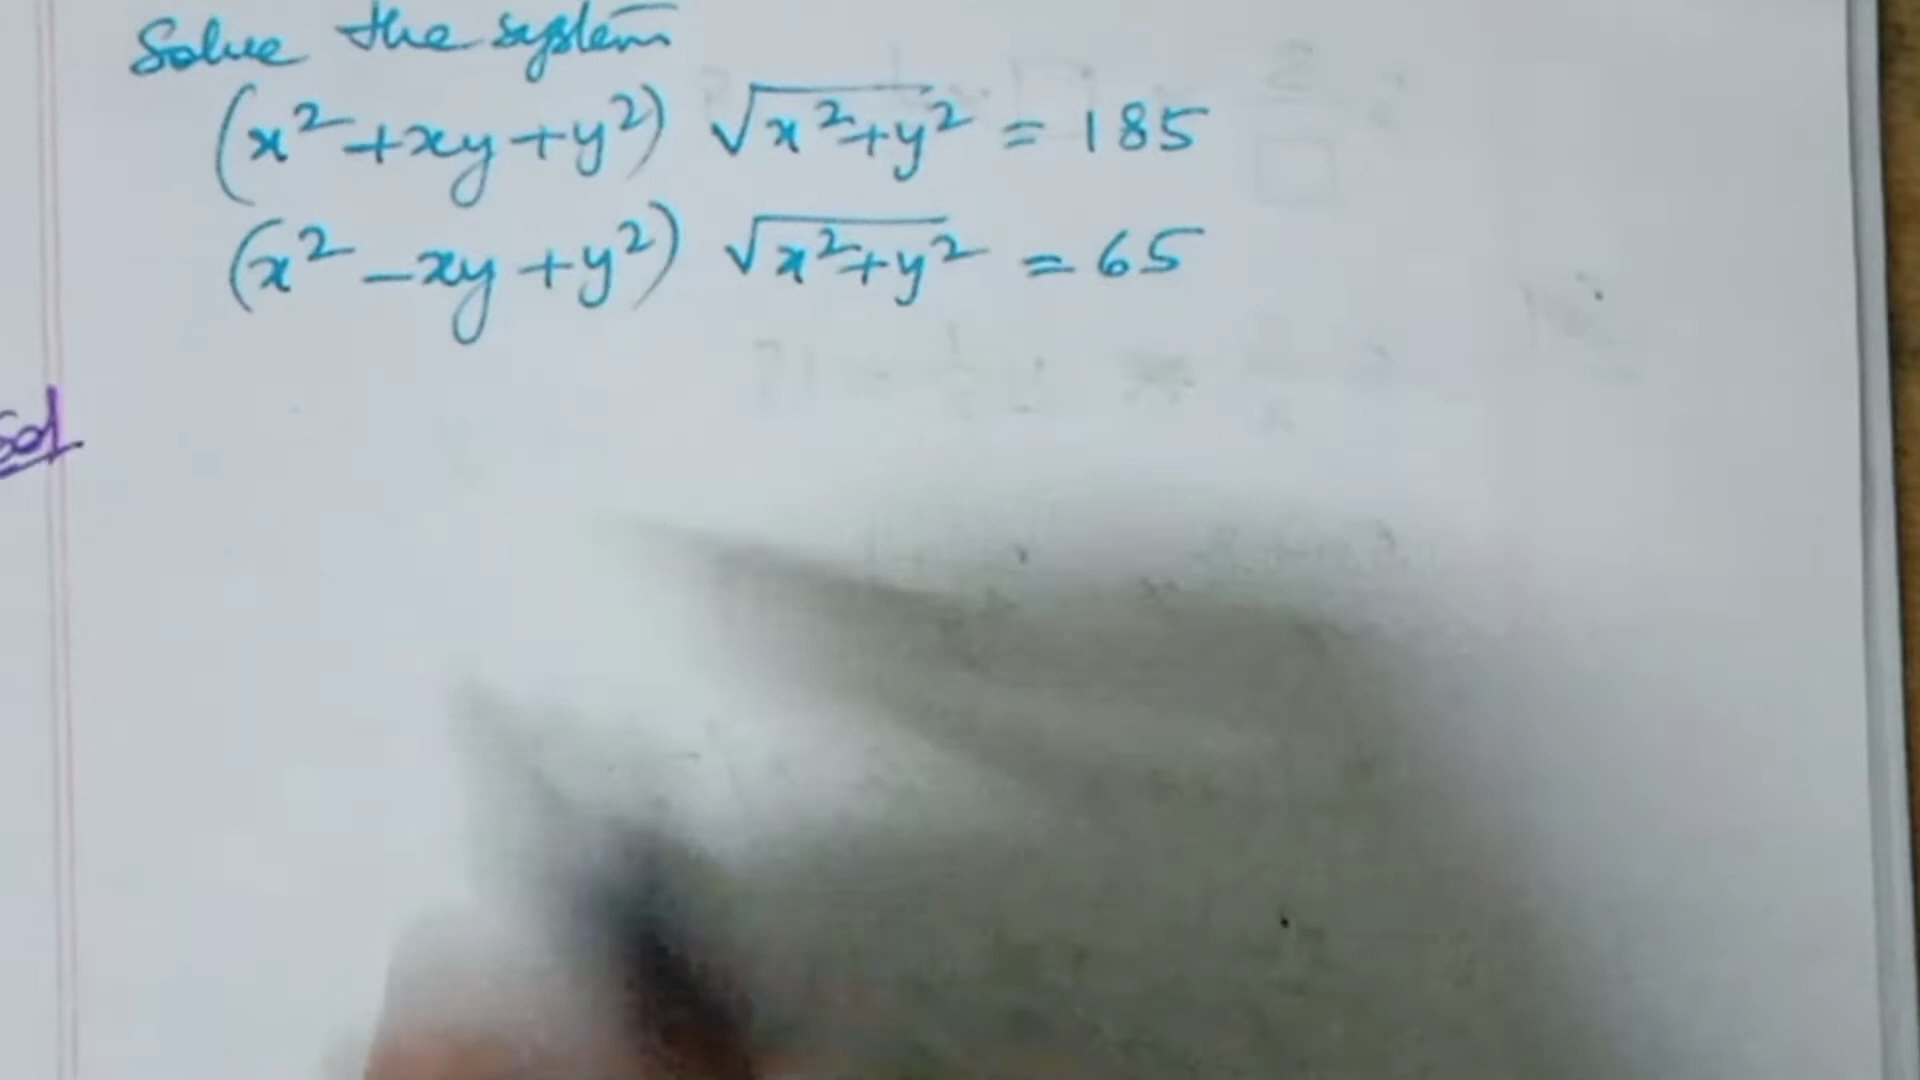 Solve the system
(x²+xy+y²) √x²+y² = 185
(x²-xy+y²) √x²+y² = 65
Sol